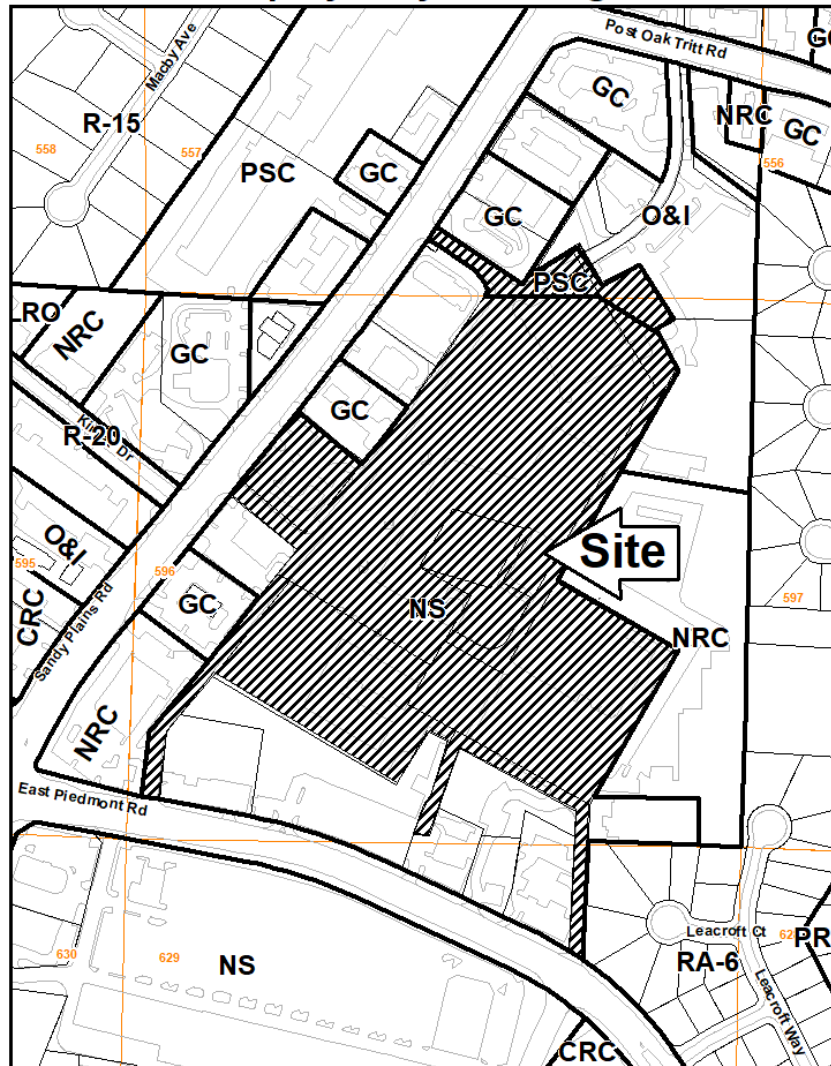 Macby Ave
Post Oak Tritt Rd
GC
R-15
NRC
GC
558
557
PSC
GC
GC
556
GC
O&I
PSC
LRO
NRC
GC
GC
R-20
O&I
Site
595
596
CRC
GC
NS
NRC
597
Sandy Plains Rd
NRC
East Piedmont Rd
Leacroft Ct
PR
630
629
NS
RA-6
Leacroft Way
CRC